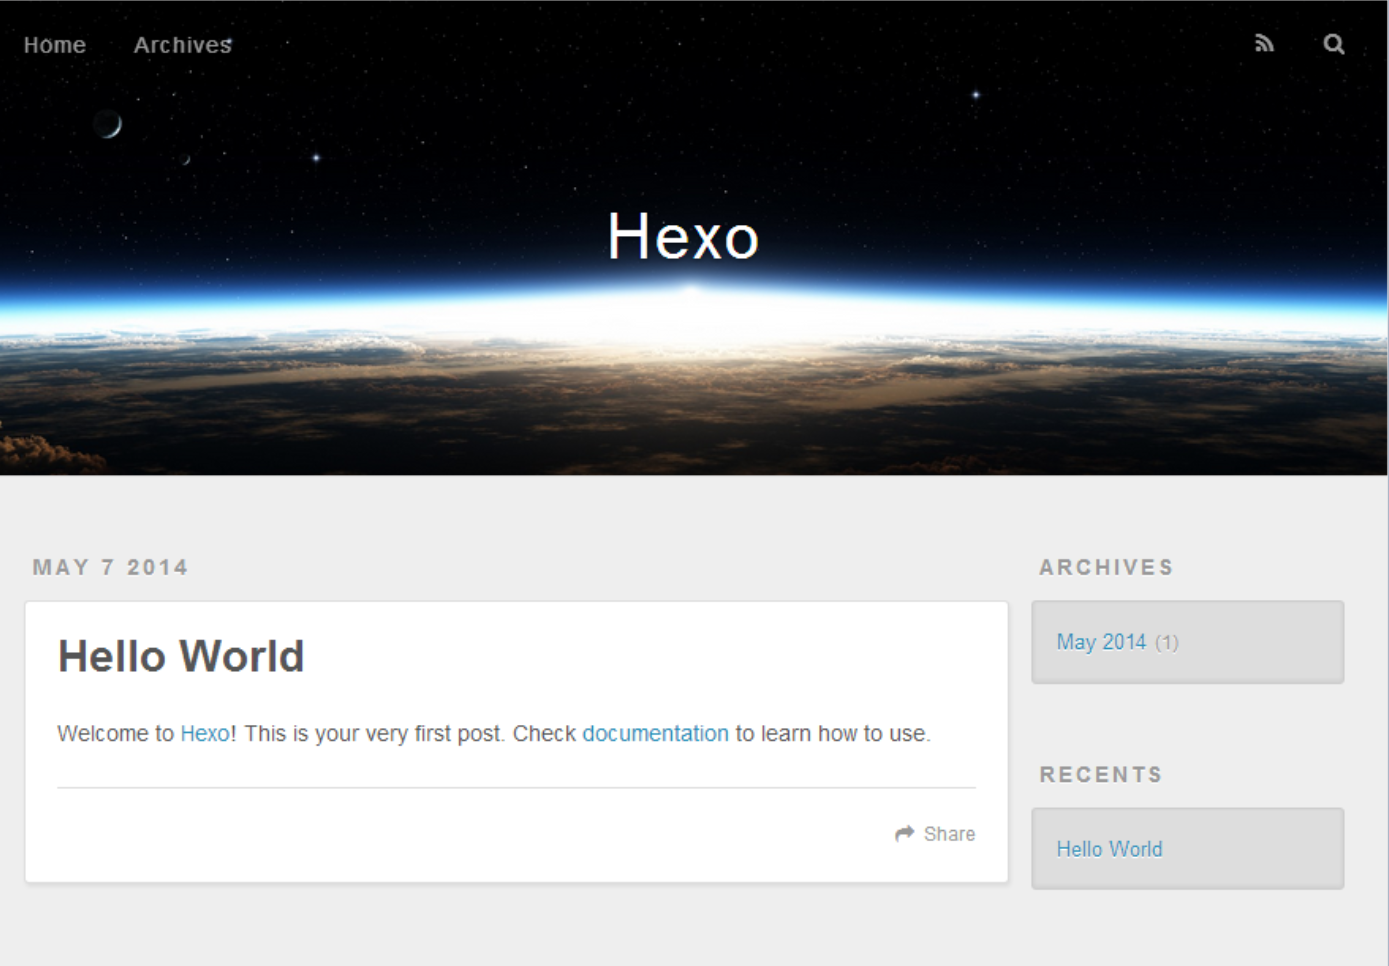 Home Archives
Hexo
MAY 7 2014
Hello World
Welcome to Hexo! This is your very first post. Check documentation to learn how to use.
Share
ARCHIVES
May 2014 (1)
RECENTS
Hello World